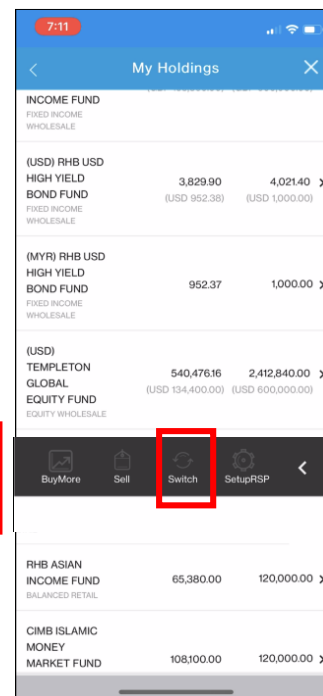 7:11
My Holdings
INCOME FUND
FIXED INCOME
WHOLESALE
(USD) RHB USD
HIGH YIELD
BOND FUND
FIXED INCOME
WHOLESALE
3,829.90 4,021.40
(USD 952.38) (USD 1,000.00)
(MYR) RHB USD
HIGH YIELD
BOND FUND
FIXED INCOME
WHOLESALE
952.37 1,000.00
(USD)
TEMPLETON
GLOBAL
EQUITY FUND
EQUITY WHOLESALE
540,476.16 2,412,840.00
(USD 134,400.00) (USD 600,000.00)
BuyMore Sell Switch SetupRSP
RHB ASIAN
INCOME FUND
BALANCED RETAIL
65,380.00 120,000.00
CIMB ISLAMIC
MONEY
MARKET FUND
108,100.00 120,000.00